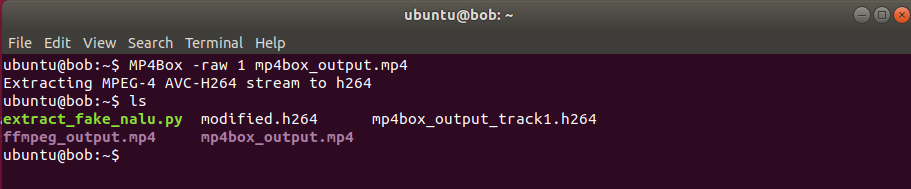 ubuntu@bob: ~
File Edit View Search Terminal Help
ubuntu@bob:~$ MP4Box -raw 1 mp4box_output.mp4
Extracting MPEG-4 AVC-H264 stream to h264
ubuntu@bob:~$ ls
extract_fake_nalu.py modified.h264 mp4box_output_track1.h264
ffmpeg_output.mp4 mp4box_output.mp4
ubuntu@bob:~$